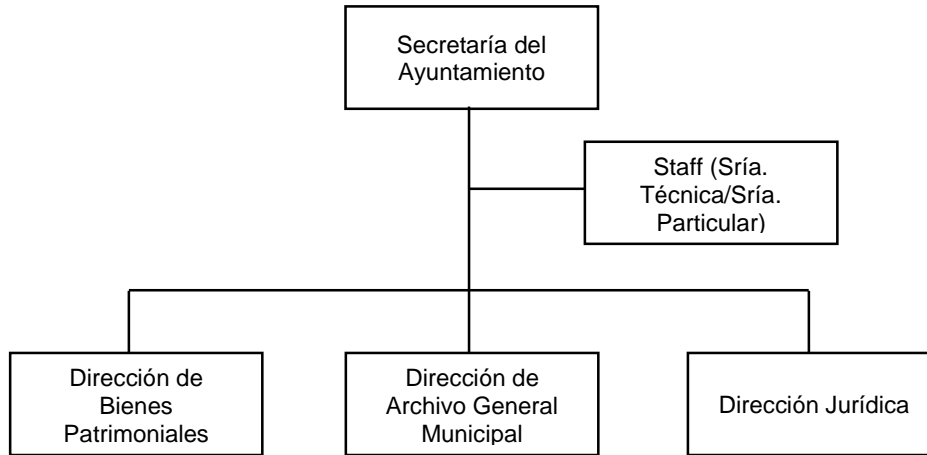 Secretaría del
Ayuntamiento
Staff (Sría.
Técnica/Sría.
Particular)
Dirección de
Bienes
Patrimoniales
Dirección de
Archivo General
Municipal
Dirección Jurídica